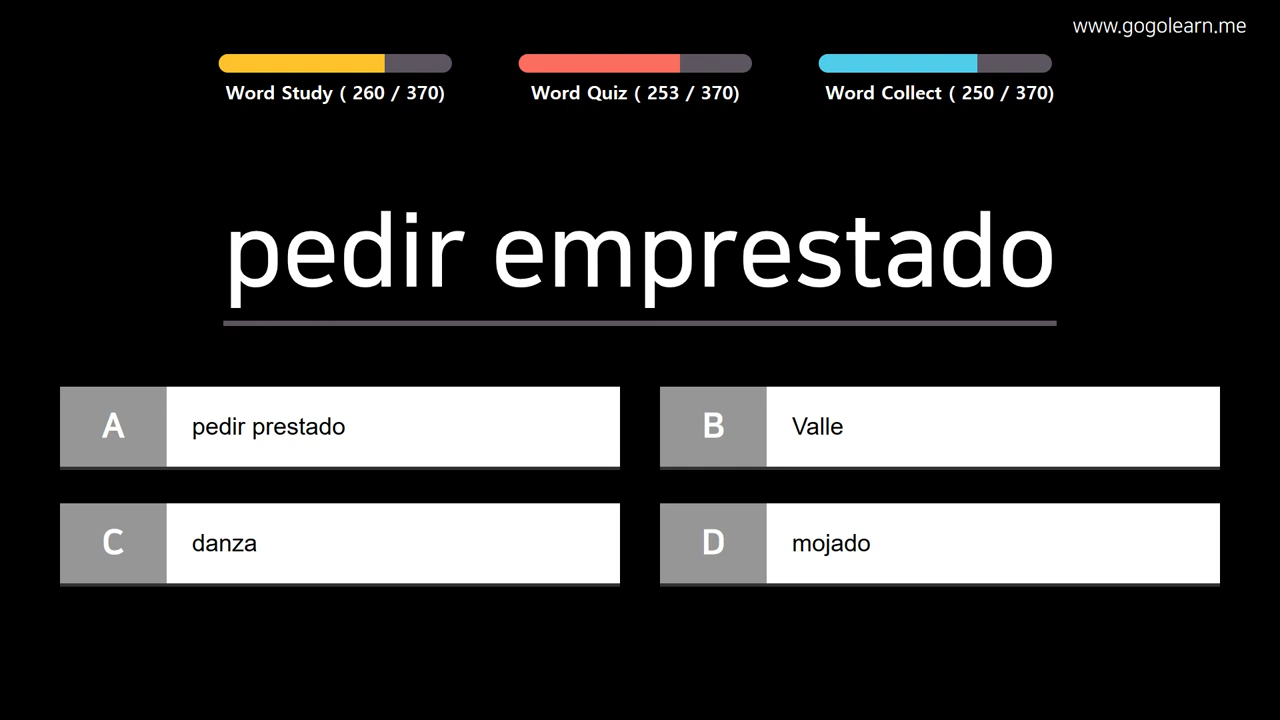 www.gogolearn.me
Word Study ( 260 / 370)
Word Quiz ( 253 / 370)
Word Collect ( 250 / 370)
pedir emprestado
A pedir prestado
B Valle
C danza
D mojado